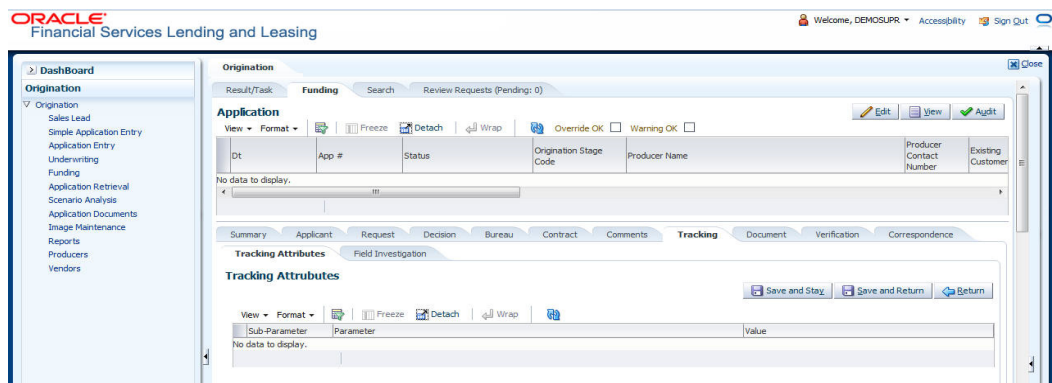 ORACLE
Financial Services Lending and Leasing
Welcome, DEMOSUPR Accessibility Sign Out
Close
DashBoard
Origination
Origination
Sales Lead
Simple Application Entry
Application Entry
Underwriting
Funding
Application Retrieval
Scenario Analysis
Application Documents
Image Maintenance
Reports
Producers
Vendors
Origination
Result/Task Funding Search Review Requests (Pending: 0)
Application
Edit View Audit
View Format Freeze Detach Wrap Override OK Warning OK
Dt App # Status Origination Stage Code Producer Name Producer Contact Number Existing Customer
No data to display.
Summary Applicant Request Decision Bureau Contract Comments Tracking Document Verification Correspondence
Tracking Attributes Field Investigation
Tracking Attrubutes
Save and Stay Save and Return Return
View Format Freeze Detach Wrap
Sub-Parameter Parameter Value
No data to display.